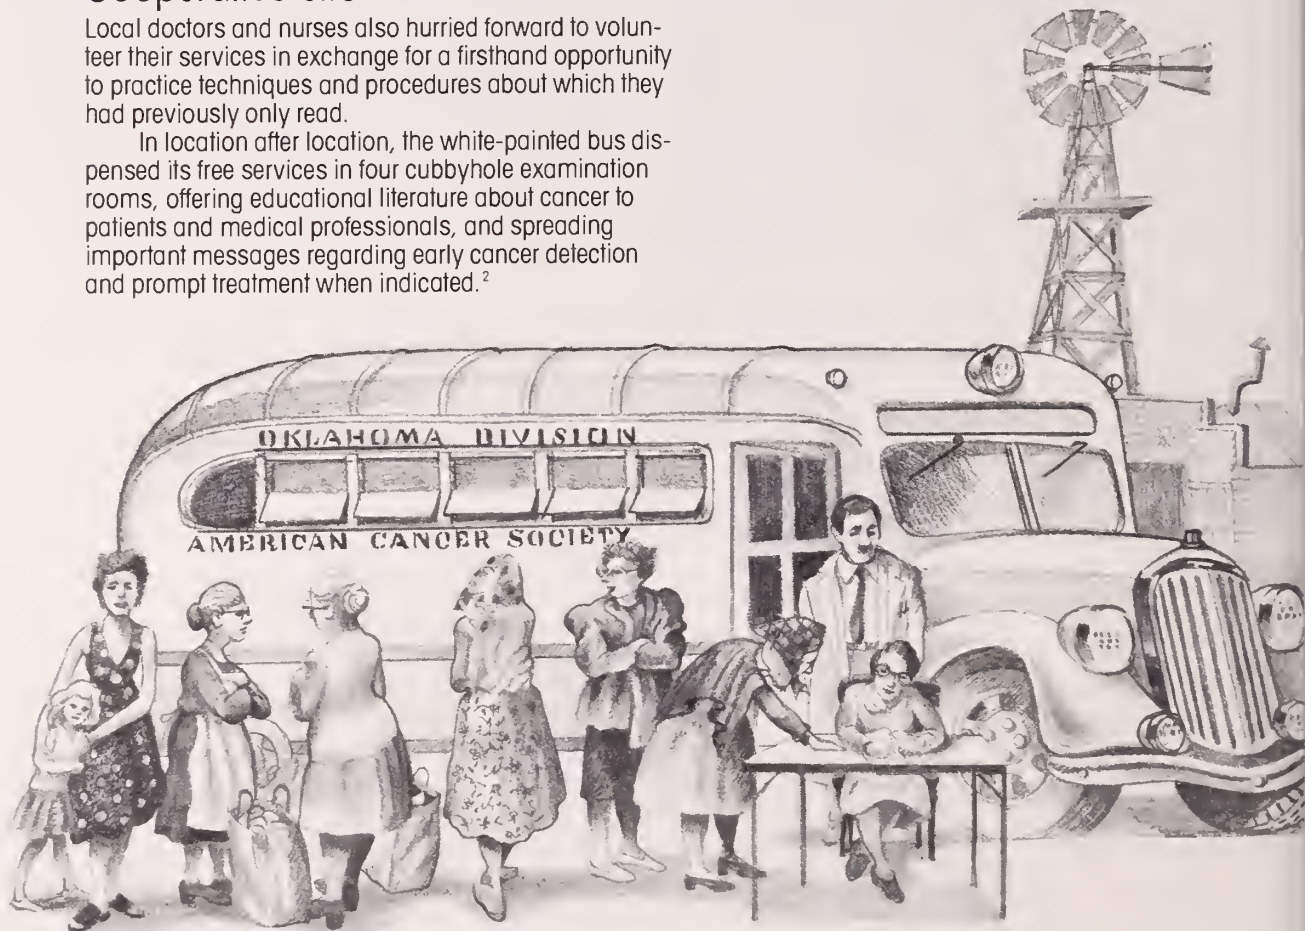 Local doctors and nurses also hurried forward to volun-
teer their services in exchange for a firsthand opportunity
to practice techniques and procedures about which they
had previously only read.
In location after location, the white-painted bus dis-
pensed its free services in four cubbyhole examination
rooms, offering educational literature about cancer to
patients and medical professionals, and spreading
important messages regarding early cancer detection
and prompt treatment when indicated.²
OKLAHOMA DIVISION
AMERICAN CANCER SOCIETY